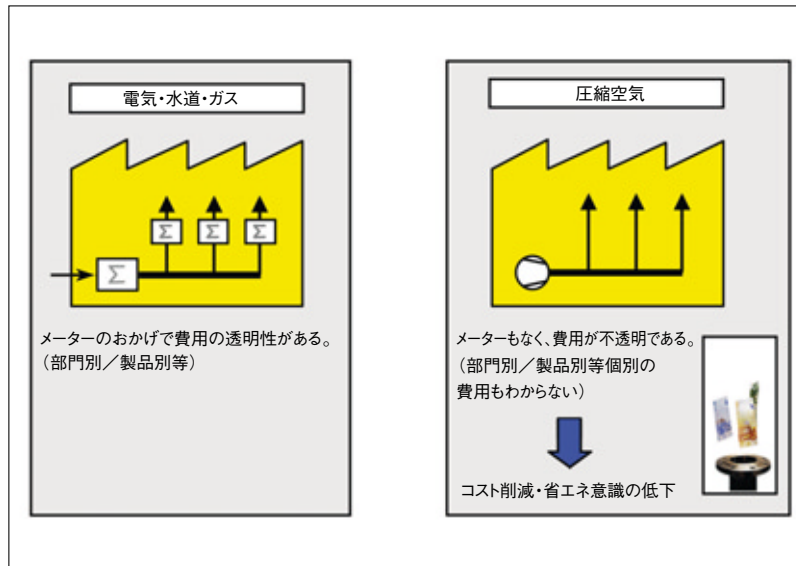 電気・水道・ガス
Σ
Σ
Σ
Σ
メーターのおかげで費用の透明性がある。
（部門別／製品別等）
圧縮空気
メーターもなく、費用が不透明である。
（部門別／製品別等個別の
費用もわからない）
コスト削減・省エネ意識の低下